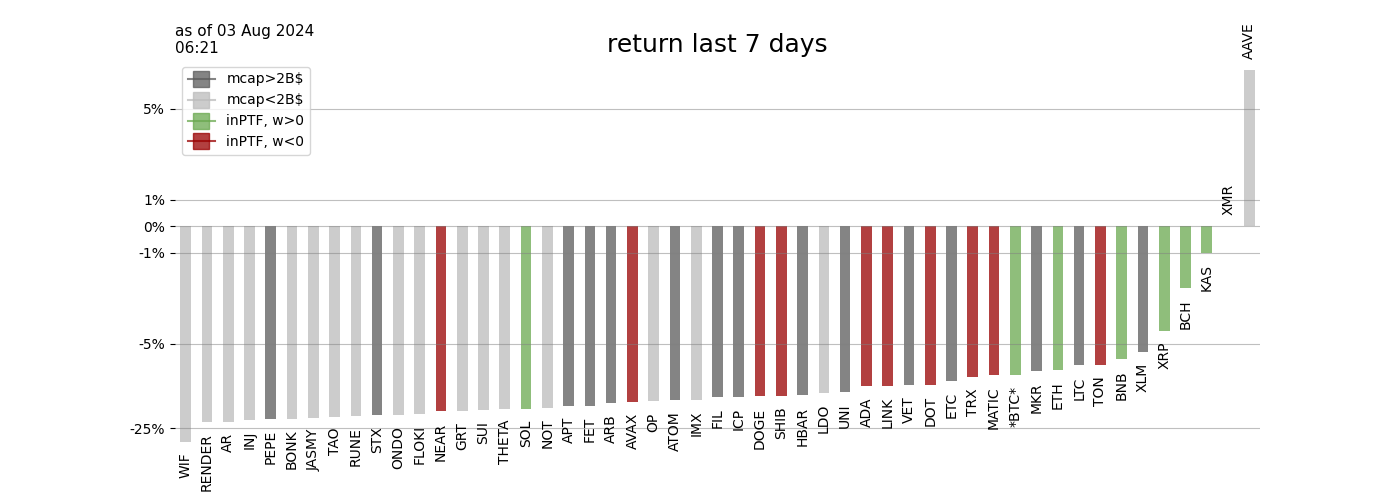 as of 03 Aug 2024
06:21
return last 7 days
mcap>2B$
mcap<2B$
inPTF, w>0
inPTF, w<0
5%
1%
0%
-1%
-5%
-25%
WIF
RENDER
AR
INJ
PEPE
BONK
JASMY
TAO
RUNE
STX
ONDO
FLOKI
NEAR
GRT
SUI
THETA
SOL
NOT
APT
FET
ARB
AVAX
OP
ATOM
IMX
FIL
ICP
DOGE
SHIB
HBAR
LDO
UNI
ADA
LINK
VET
DOT
ETC
TRX
MATIC
*BTC*
MKR
ETH
LTC
TON
BNB
XLM
XRP
BCH
KAS
XMR
AAVE